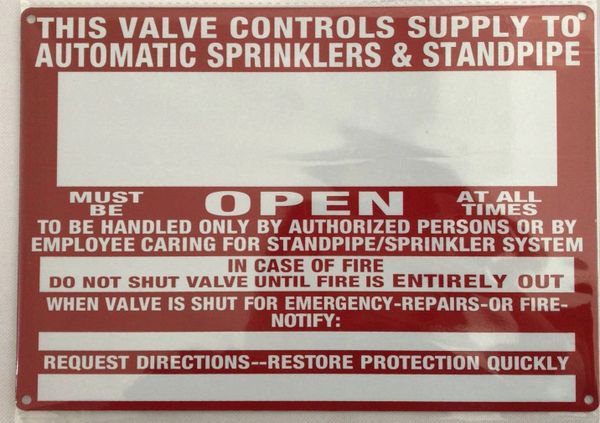 THIS VALVE CONTROLS SUPPLY TO
AUTOMATIC SPRINKLERS & STANDPIPE
MUST BE OPEN AT ALL TIMES
TO BE HANDLED ONLY BY AUTHORIZED PERSONS OR BY
EMPLOYEE CARING FOR STANDPIPE/SPRINKLER SYSTEM
IN CASE OF FIRE
DO NOT SHUT VALVE UNTIL FIRE IS ENTIRELY OUT
WHEN VALVE IS SHUT FOR EMERGENCY-REPAIRS-OR FIRE-
NOTIFY:
REQUEST DIRECTIONS--RESTORE PROTECTION QUICKLY